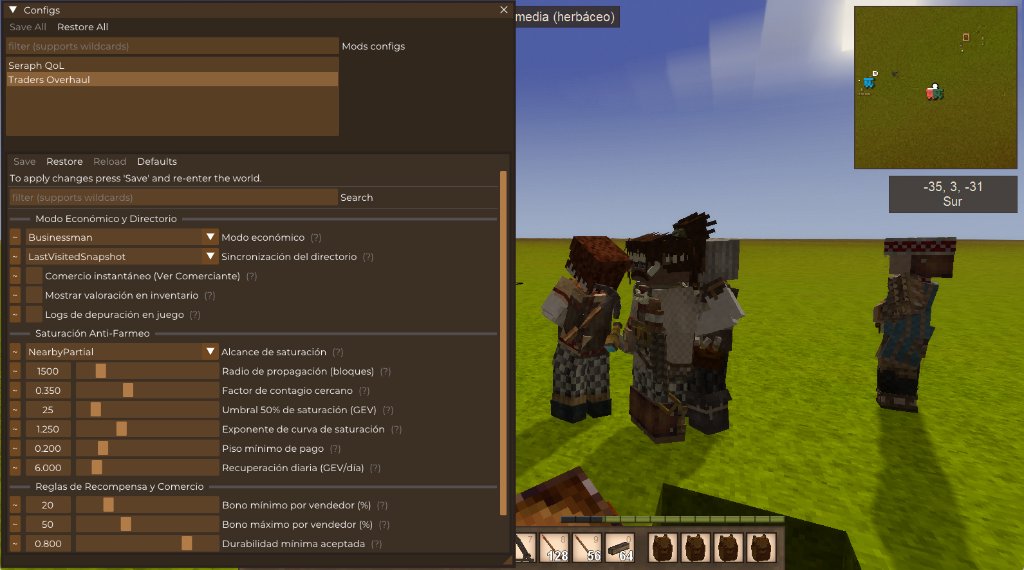 Configs
Save All Restore All
filter (supports wildcards) Mods configs
Seraph QoL
Traders Overhaul
Save Restore Reload Defaults
To apply changes press 'Save' and re-enter the world.
filter (supports wildcards) Search
Modo Económico y Directorio
~ Businessman Modo económico (?)
~ LastVisitedSnapshot Sincronización del directorio (?)
~ Comercio instantáneo (Ver Comerciante) (?)
~ Mostrar valoración en inventario (?)
~ Logs de depuración en juego (?)
Saturación Anti-Farmeo
~ NearbyPartial Alcance de saturación (?)
~ 1500 Radio de propagación (bloques) (?)
~ 0.350 Factor de contagio cercano (?)
~ 25 Umbral 50% de saturación (GEV) (?)
~ 1.250 Exponente de curva de saturación (?)
~ 0.200 Piso mínimo de pago (?)
~ 6.000 Recuperación diaria (GEV/día) (?)
Reglas de Recompensa y Comercio
~ 20 Bono mínimo por vendedor (%) (?)
~ 50 Bono máximo por vendedor (%) (?)
~ 0.800 Durabilidad mínima aceptada (?)
media (herbáceo)
-35, 3, -31
Sur
7 8 9
128 56 64